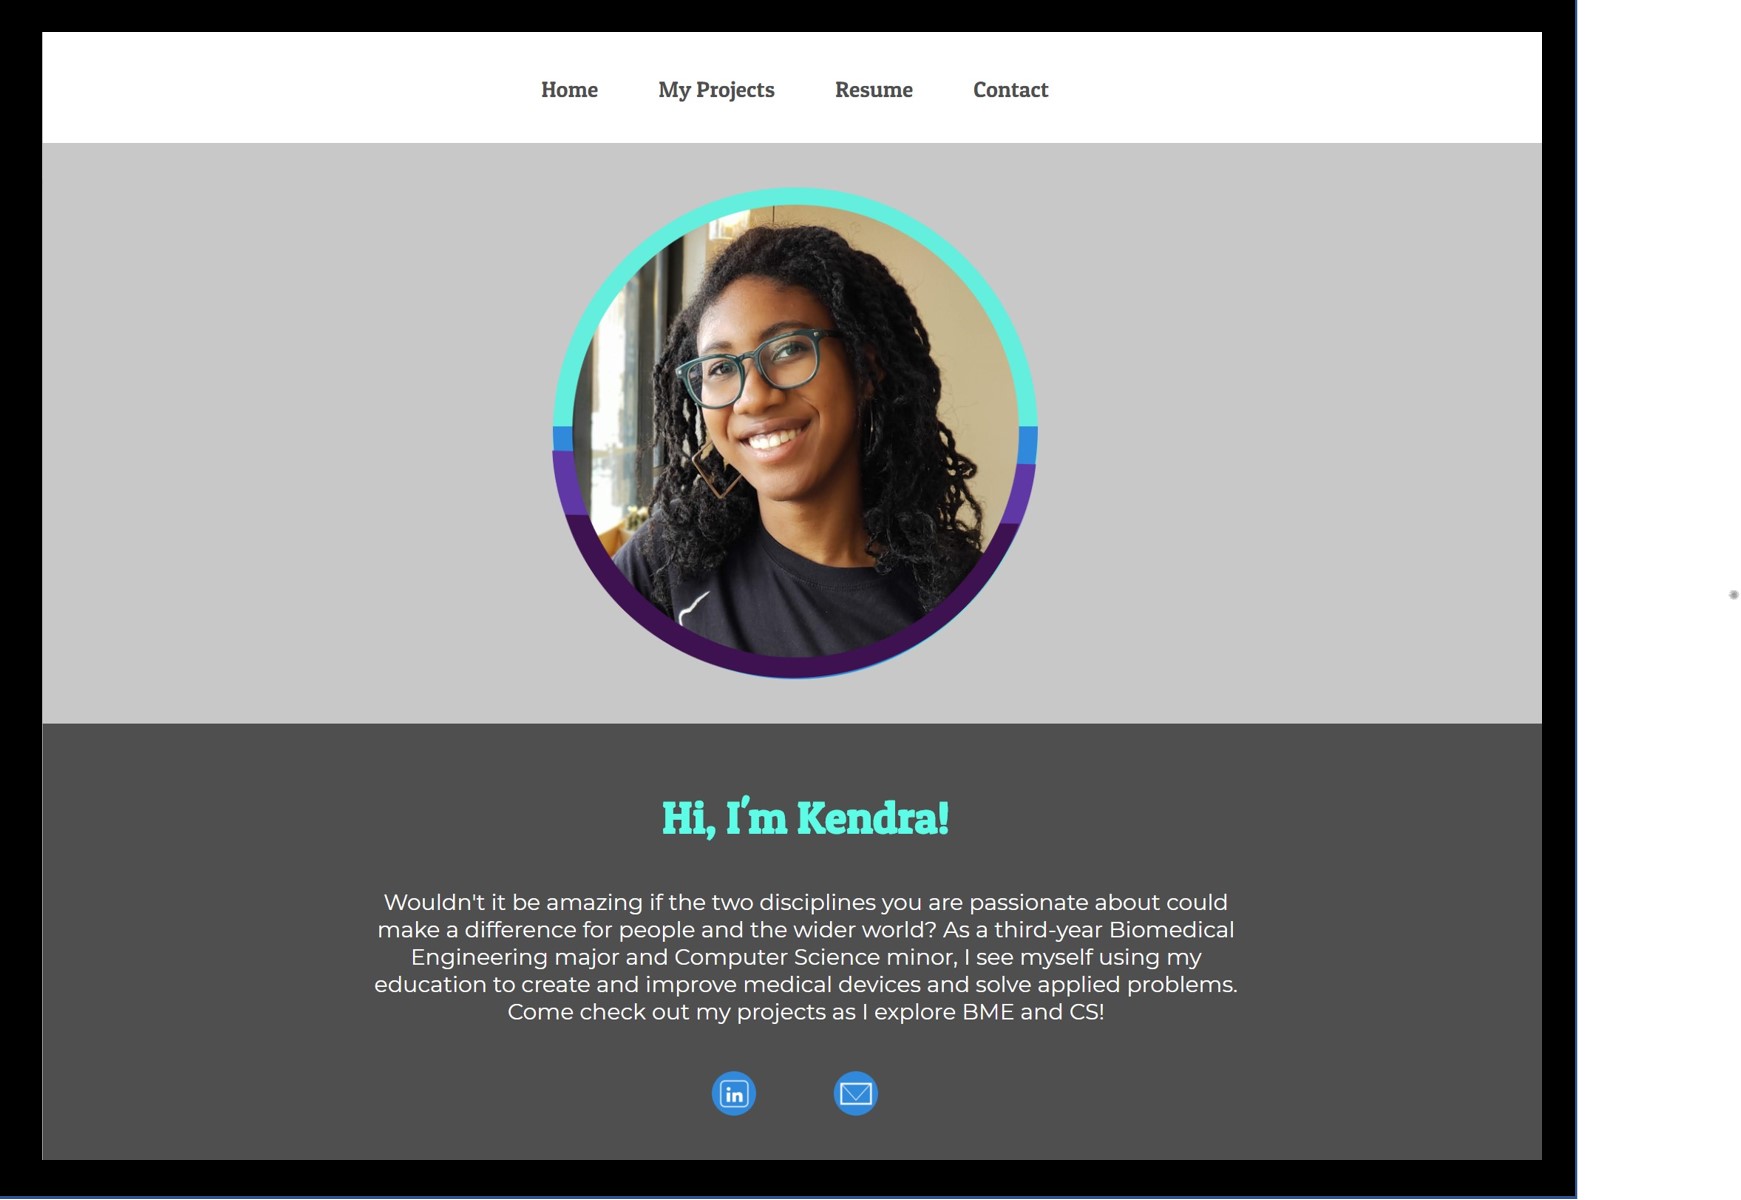 Home My Projects Resume Contact
Hi, I'm Kendra!
Wouldn't it be amazing if the two disciplines you are passionate about could
make a difference for people and the wider world? As a third-year Biomedical
Engineering major and Computer Science minor, I see myself using my
education to create and improve medical devices and solve applied problems.
Come check out my projects as I explore BME and CS!
in